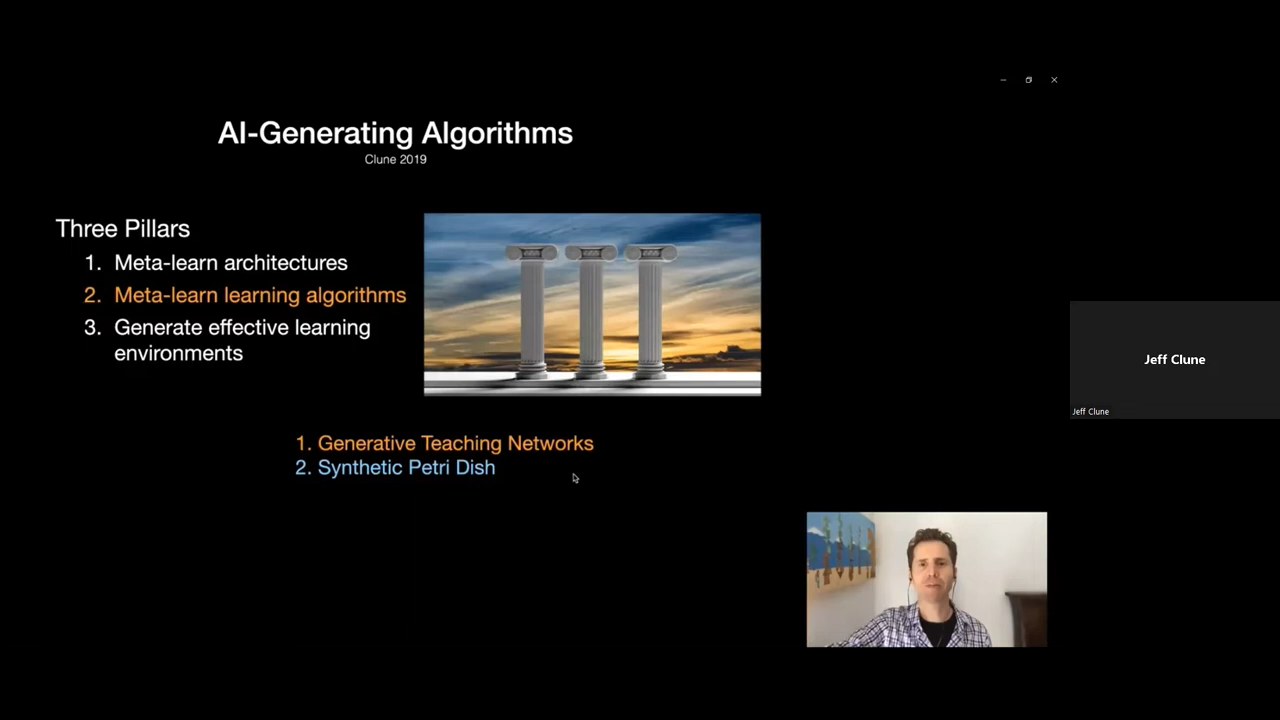 AI-Generating Algorithms
Clune 2019
Three Pillars
1. Meta-learn architectures
2. Meta-learn learning algorithms
3. Generate effective learning
environments
1. Generative Teaching Networks
2. Synthetic Petri Dish
Jeff Clune
Jeff Clune